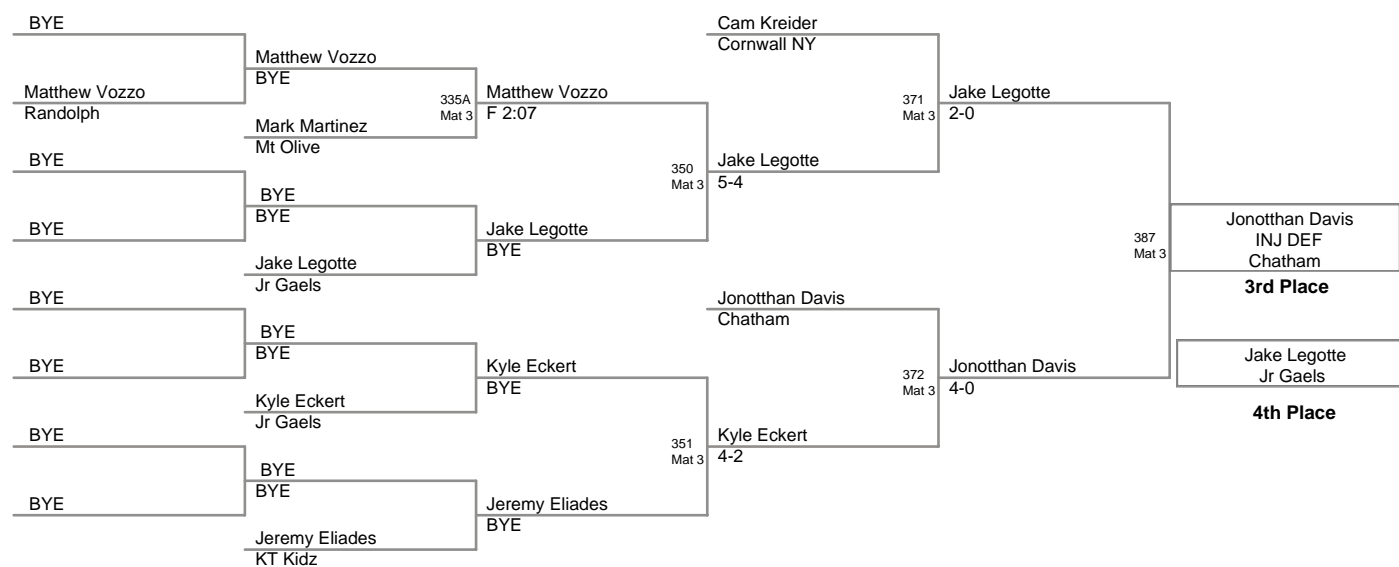 BYE
Matthew Vozzo
Randolph
BYE
BYE
BYE
BYE
BYE
BYE
Matthew Vozzo
BYE
Mark Martinez
Mt Olive
BYE
BYE
Jake Legotte
Jr Gaels
BYE
BYE
Kyle Eckert
Jr Gaels
BYE
BYE
Jeremy Eliades
KT Kidz
335A
Mat 3
Matthew Vozzo
F 2:07
Jake Legotte
BYE
Kyle Eckert
BYE
Jeremy Eliades
BYE
350
Mat 3
351
Mat 3
Cam Kreider
Cornwall NY
Jake Legotte
5-4
Jonotthan Davis
Chatham
Kyle Eckert
4-2
371
Mat 3
372
Mat 3
Jake Legotte
2-0
Jonotthan Davis
4-0
387
Mat 3
Jonotthan Davis
INJ DEF
Chatham
3rd Place
Jake Legotte
Jr Gaels
4th Place